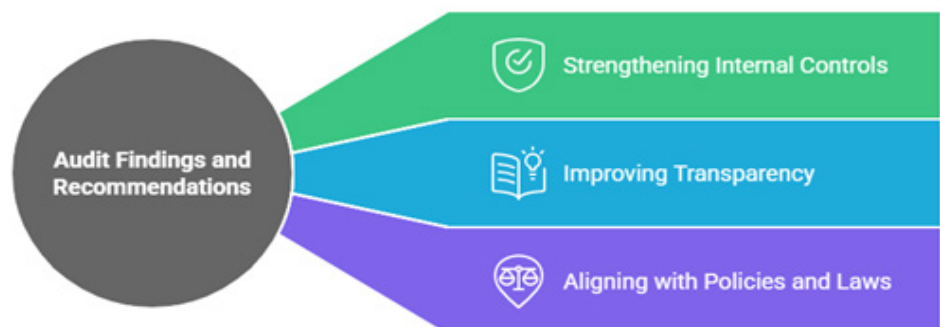 Audit Findings and
Recommendations
Strengthening Internal Controls
Improving Transparency
Aligning with Policies and Laws